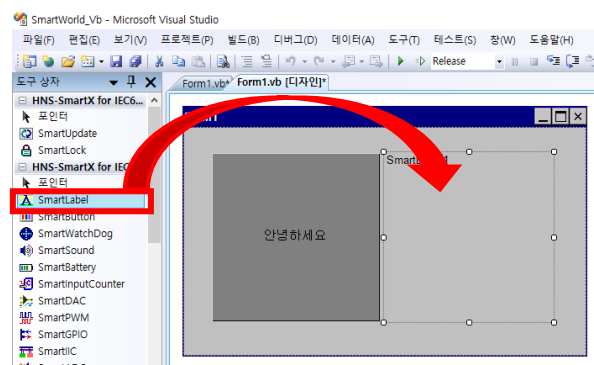 SmartWorld_Vb - Microsoft Visual Studio
파일(F) 편집(E) 보기(V) 프로젝트(P) 빌드(B) 디버그(D) 데이터(A) 도구(T) 테스트(S) 창(W) 도움말(H)
Release
도구 상자
Form1.vb* Form1.vb [디자인]*
HNS-SmartX for IEC6...
포인터
SmartUpdate
SmartLock
HNS-SmartX for IEC
포인터
SmartLabel
SmartButton
SmartWatchDog
SmartSound
SmartBattery
SmartInputCounter
SmartDAC
SmartPWM
SmartGPIO
SmartIIC
안녕하세요